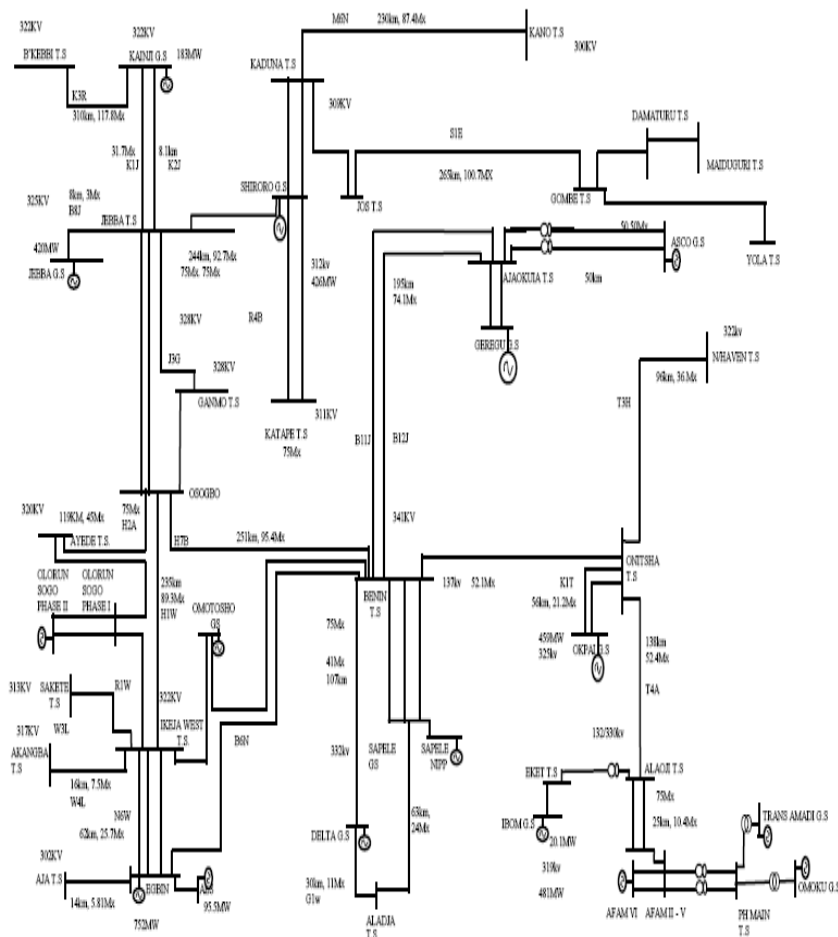 322KV
B'KEBBI T.S
322KV
KAINJI G.S
183MW
K3R
310km, 117.8Mx
31.7Mx
K1J
8.1km
K2J
M6N
230km, 87.4Mx
KANO T.S
300KV
KADUNA T.S
309KV
S1E
265km, 100.7MX
JOS T.S
DAMATURU T.S
MAIDUGURI T.S
GOMBE T.S
YOLA T.S
SHIRORO G.S
312kv
426MW
325KV
8km, 3Mx
B8J
JEBBA T.S
420MW
JEBBA G.S
244km, 92.7Mx
75Mx. 75Mx
328KV
R4B
J3G
328KV
GANMO T.S
311KV
KATAPE T.S
75Mx
50.50Mx
ASCO G.S
50km
AJAOKUIA T.S
195km
74.1Mx
GEREGU G.S
322kv
N/HAVEN T.S
96km, 36.Mx
T3H
B11J
B12J
341KV
OSOGBO
75Mx
H2A
H7B
251km, 95.4Mx
320KV
119KM, 45Mx
AYEDE T.S.
OLORUN
SOGO
PHASE II
OLORUN
SOGO
PHASE I
235km
89.3Mx
H1W
OMOTOSHO
GS
BENIN
T.S
137kv 52.1Mx
ONITSHA
T.S
K1T
56km, 21.2Mx
459MW
325kv
OKPAI G.S
138km
52.4Mx
T4A
75Mx
41Mx
107km
332kv
SAPELE
GS
SAPELE
NIPP
313KV
SAKETE
T.S
R1W
322KV
IKEJA WEST
T.S.
317KV
W3L
AKANGBA
T.S
16km, 7.5Mx
W4L
B6N
N6W
62km, 25.7Mx
302KV
AJA T.S
14km, 5.81Mx
EGBIN
752MW
95.5MW
DELTA G.S
63km,
24Mx
30km, 11Mx
G1w
ALADJA
T.S
132/330kv
EKET T.S
ALAOJI T.S
75Mx
25km, 10.4Mx
IBOM G.S
20.1MW
319kv
481MW
AFAM VI
AFAM II - V
PH MAIN
T.S
TRANS AMADI G.S
OMOKU G.S